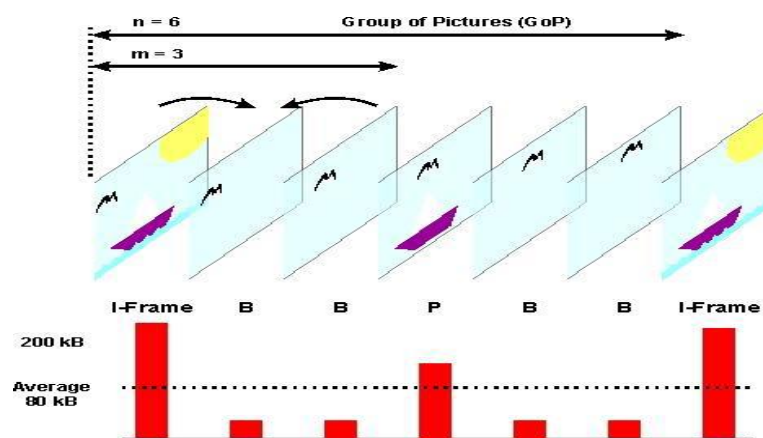 n = 6 Group of Pictures (GoP)
m = 3
I-Frame B B P B B I-Frame
200 kB
Average
80 kB